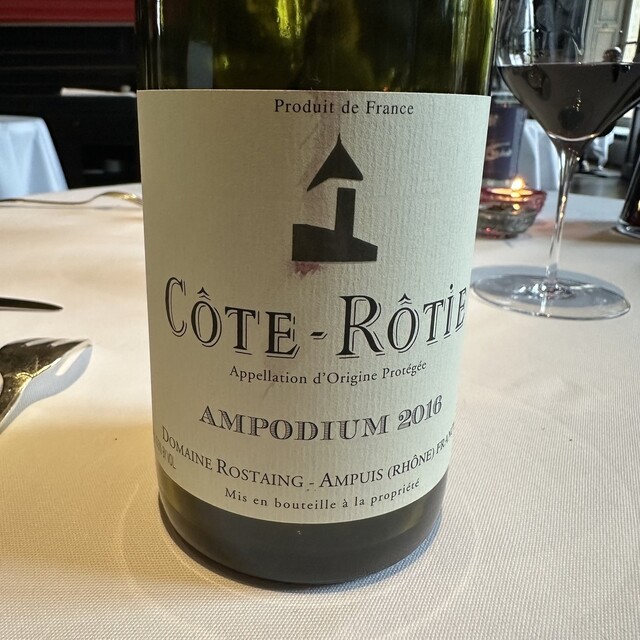 Produit de France
CÔTE-RÔTIE
Appellation d'Origine Protégée
AMPODIUM 2016
DOMAINE ROSTAING - AMPUIS (RHÔNE)
Mis en bouteille à la propriété